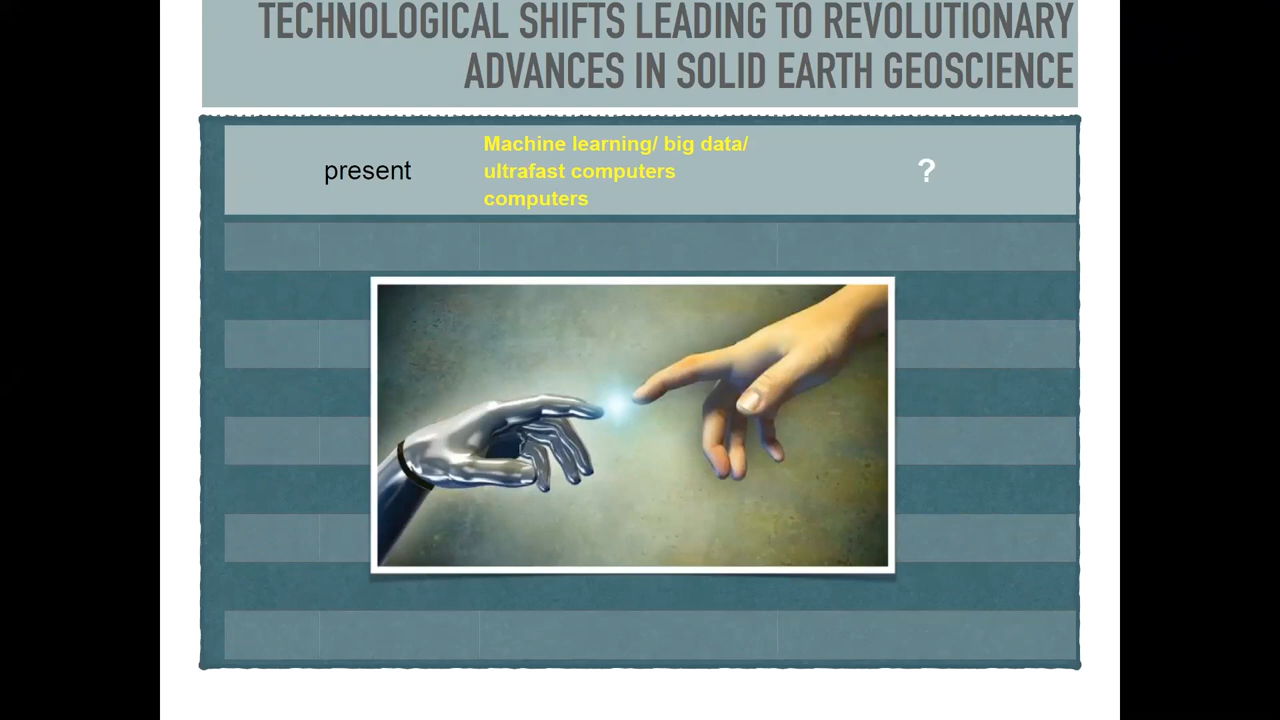 TECHNOLOGICAL SHIFTS LEADING TO REVOLUTIONARY
ADVANCES IN SOLID EARTH GEOSCIENCE
present
Machine learning/ big data/
ultrafast computers
computers
?